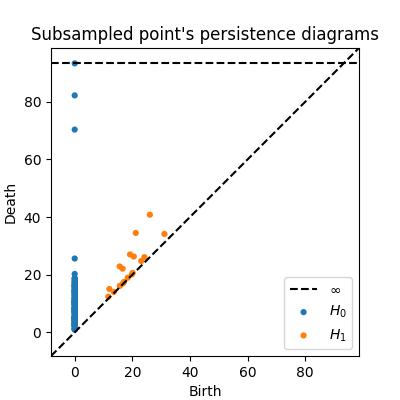 Subsampled point's persistence diagrams
Death
80
60
40
20
0
∞
H₀
H₁
0 20 40 60 80
Birth